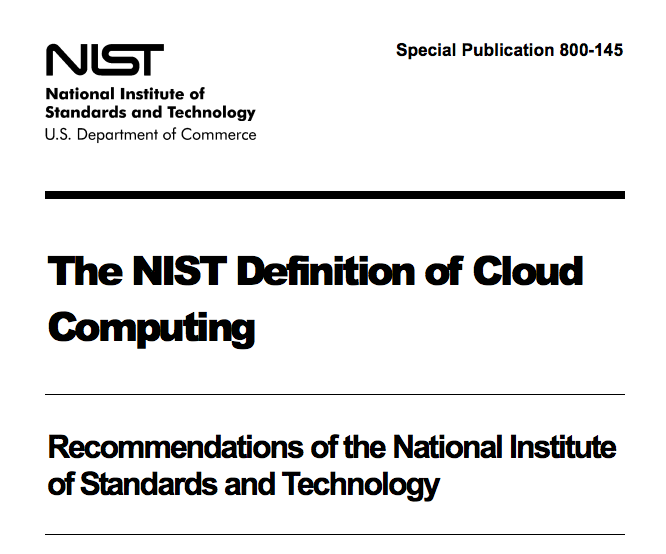 NIST
Special Publication 800-145
National Institute of
Standards and Technology
U.S. Department of Commerce
The NIST Definition of Cloud
Computing
Recommendations of the National Institute
of Standards and Technology